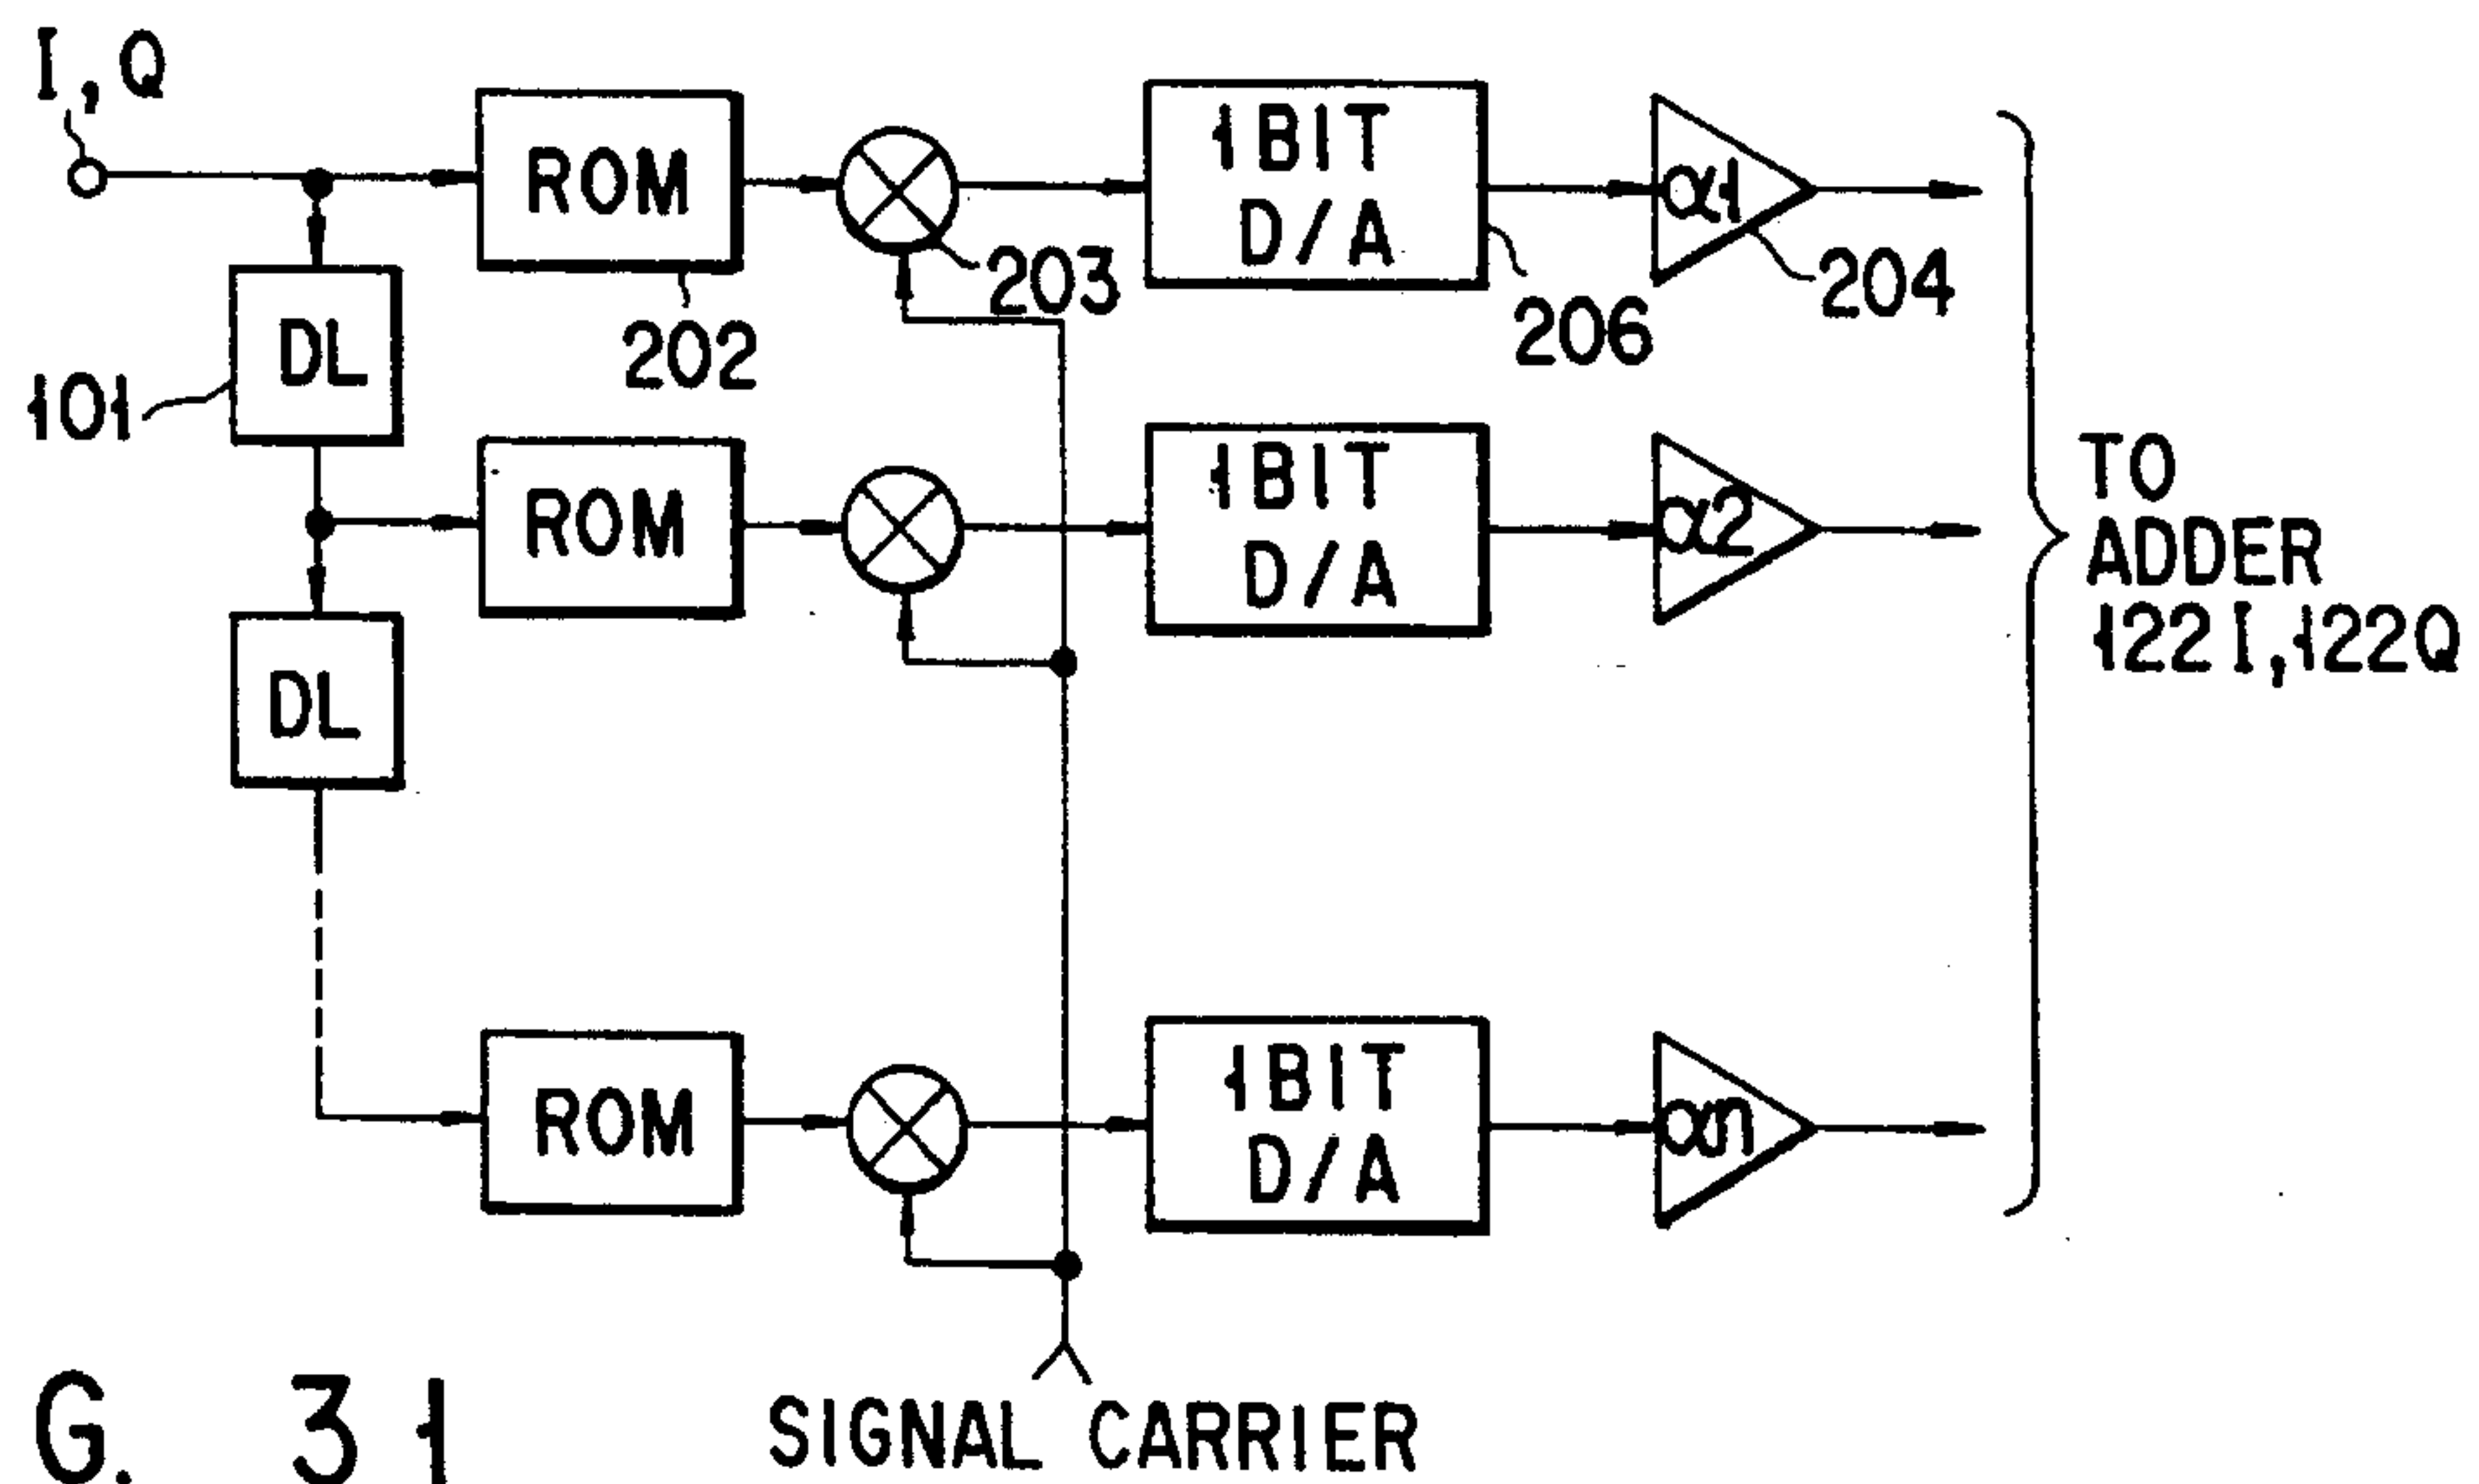 I, Q
ROM
1BIT
D/A
α1
203
204
202
206
DL
101
ROM
1BIT
D/A
α2
TO
ADDER
122I,122Q
DL
ROM
1BIT
D/A
αn
G. 31
SIGNAL CARRIER